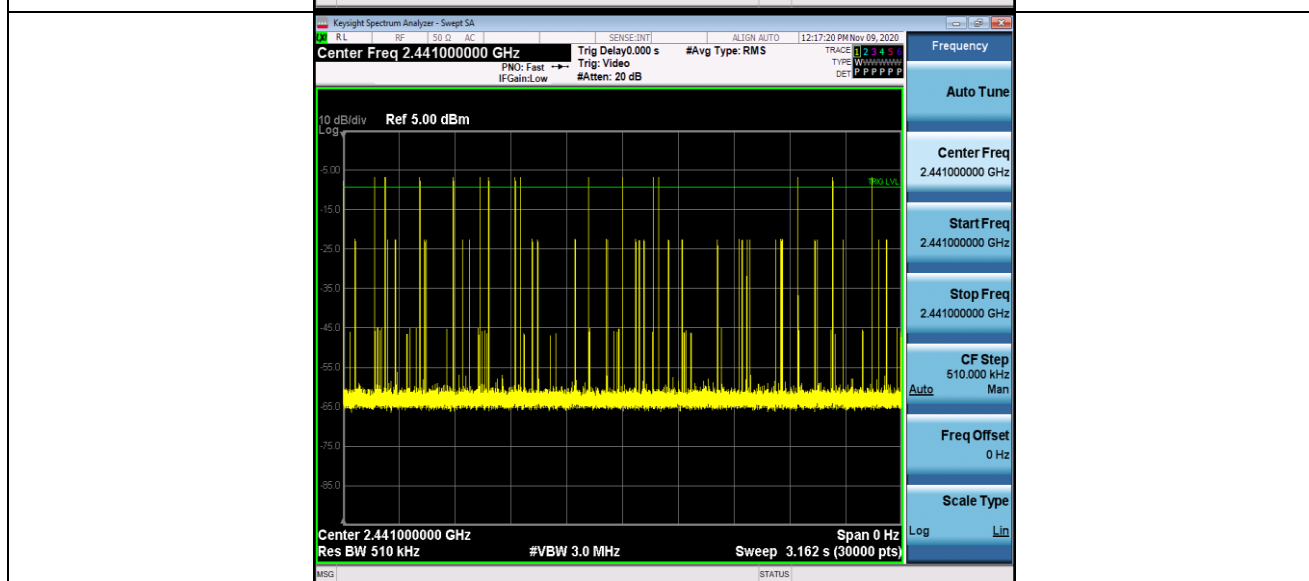 Keysight Spectrum Analyzer - Swept SA
RL RF 50 Ω AC SENSE:INT ALIGN AUTO 12:17:20 PM Nov 09, 2020
Center Freq 2.441000000 GHz
PNO: Fast
IFGain:Low
Trig Delay0.000 s
Trig: Video
#Atten: 20 dB
#Avg Type: RMS
TRACE 1 2 3 4 5 6
TYPE WWWWWW
DET P P P P P P
10 dB/div Ref 5.00 dBm
Log
-5.00
TRIG LVL
-15.0
-25.0
-35.0
-45.0
-55.0
-65.0
-75.0
-85.0
Center 2.441000000 GHz Span 0 Hz
Res BW 510 kHz #VBW 3.0 MHz Sweep 3.162 s (30000 pts)
MSG STATUS
Frequency
Auto Tune
Center Freq
2.441000000 GHz
Start Freq
2.441000000 GHz
Stop Freq
2.441000000 GHz
CF Step
510.000 kHz
Auto Man
Freq Offset
0 Hz
Scale Type
Log Lin